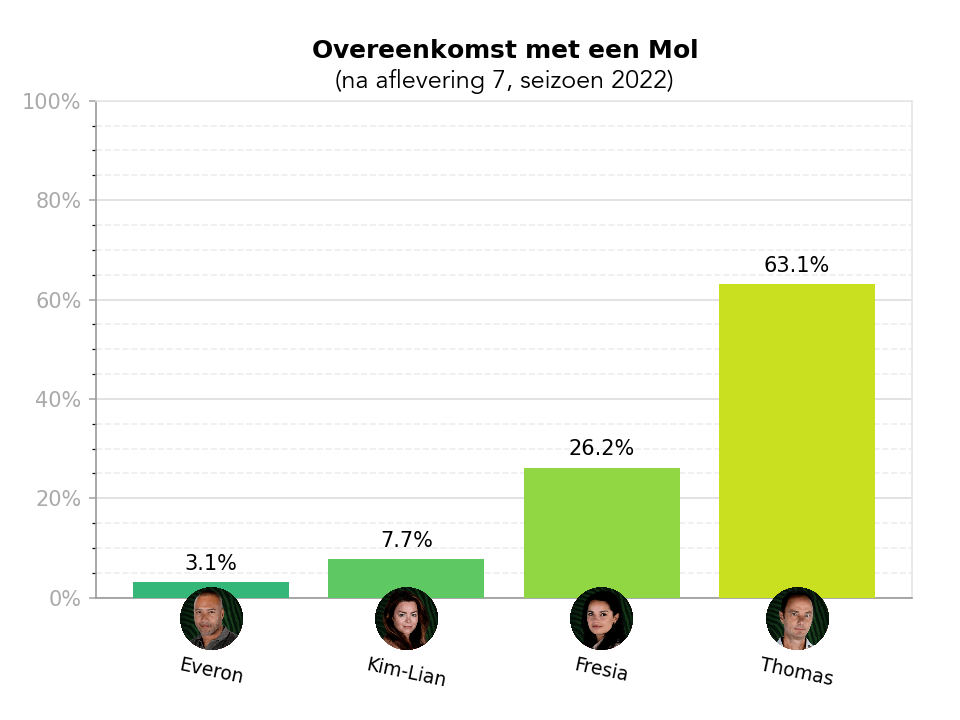 Overeenkomst met een Mol
(na aflevering 7, seizoen 2022)
100%
80%
60%
40%
20%
0%
3.1%
7.7%
26.2%
63.1%
Everon
Kim-Lian
Fresia
Thomas